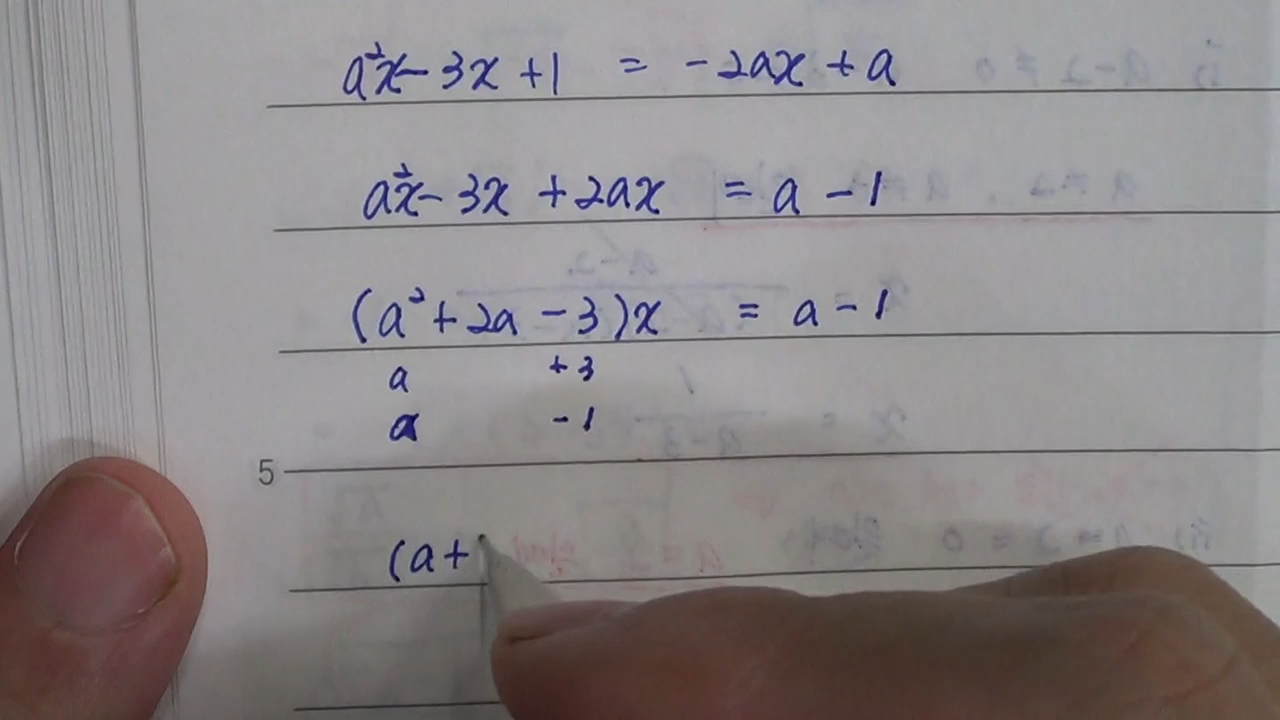 a²x - 3x + 1 = -2ax + a
a²x - 3x + 2ax = a - 1
(a² + 2a - 3)x = a - 1
a +3
a -1
5
(a+